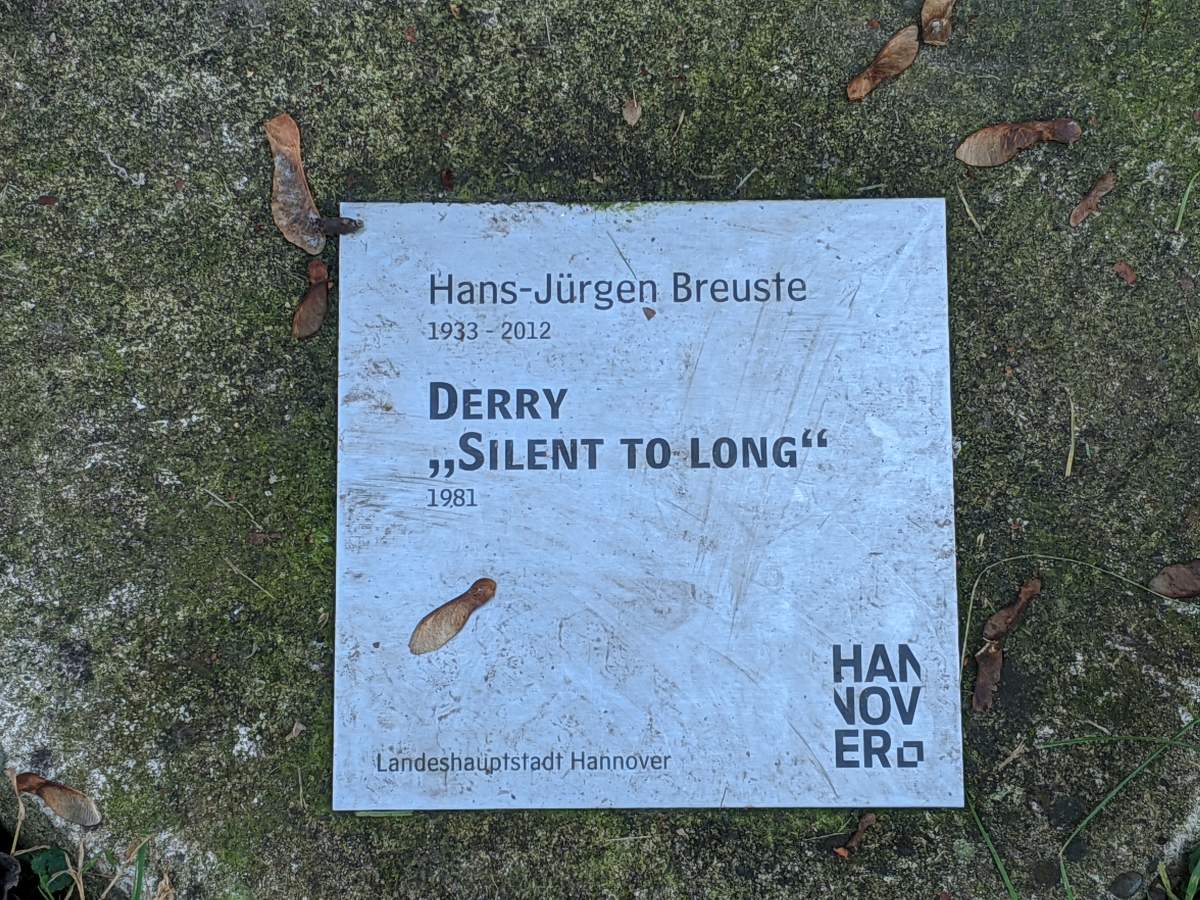 Hans-Jürgen Breuste
1933 - 2012
DERRY
„SILENT TO LONG“
1981
HAN
NOV
ER
Landeshauptstadt Hannover